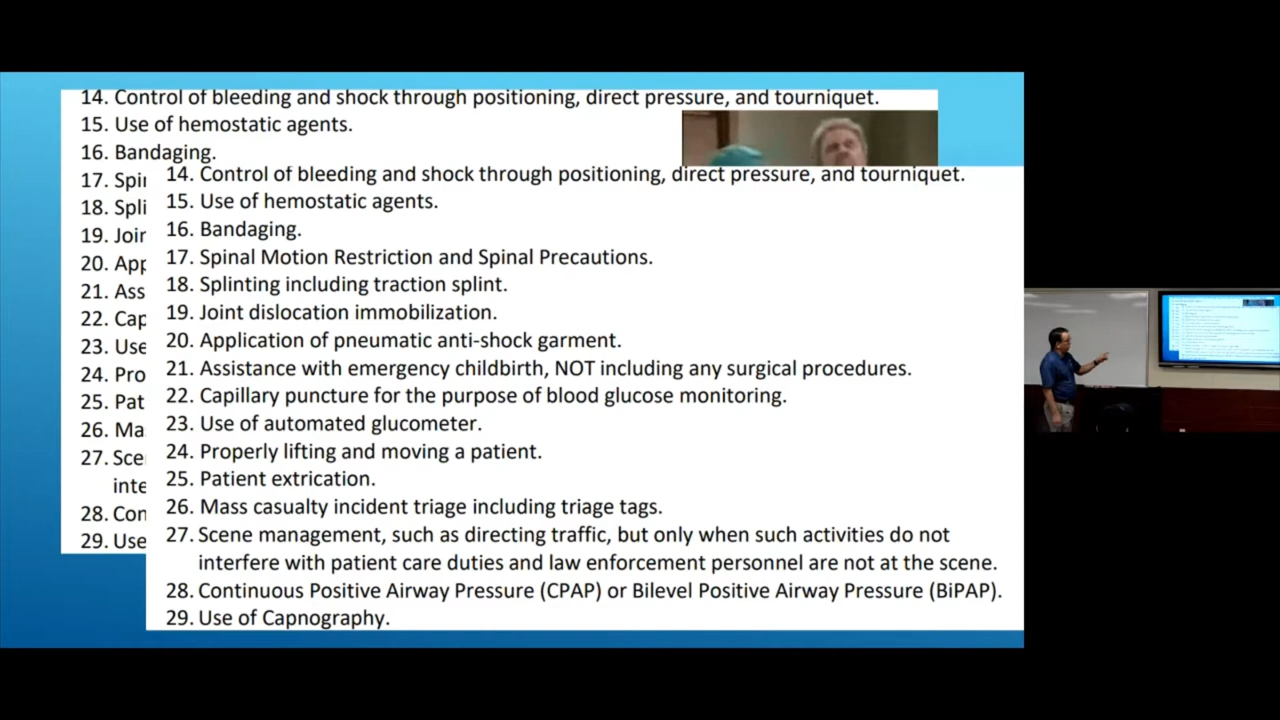 14. Control of bleeding and shock through positioning, direct pressure, and tourniquet.
15. Use of hemostatic agents.
16. Bandaging.
17. Spi
18. Spli
19. Join
20. App
21. Ass
22. Cap
23. Use
24. Pro
25. Pat
26. Ma
27. Sce
inte
28. Con
29. Use
14. Control of bleeding and shock through positioning, direct pressure, and tourniquet.
15. Use of hemostatic agents.
16. Bandaging.
17. Spinal Motion Restriction and Spinal Precautions.
18. Splinting including traction splint.
19. Joint dislocation immobilization.
20. Application of pneumatic anti-shock garment.
21. Assistance with emergency childbirth, NOT including any surgical procedures.
22. Capillary puncture for the purpose of blood glucose monitoring.
23. Use of automated glucometer.
24. Properly lifting and moving a patient.
25. Patient extrication.
26. Mass casualty incident triage including triage tags.
27. Scene management, such as directing traffic, but only when such activities do not
interfere with patient care duties and law enforcement personnel are not at the scene.
28. Continuous Positive Airway Pressure (CPAP) or Bilevel Positive Airway Pressure (BiPAP).
29. Use of Capnography.